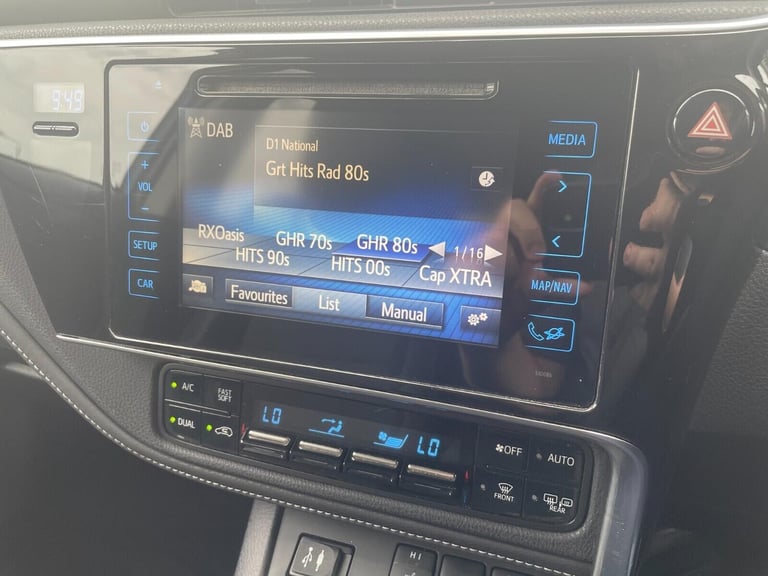 9:49
DAB
D1 National
Grt Hits Rad 80s
RXOasis GHR 70s GHR 80s 1/16
HITS 90s HITS 00s Cap XTRA
Favourites List Manual
+
VOL
-
SETUP
CAR
MEDIA
>
<
MAP/NAV
A/C
FAST
SOFT
DUAL
LO
LO
OFF
AUTO
FRONT
REAR
HI